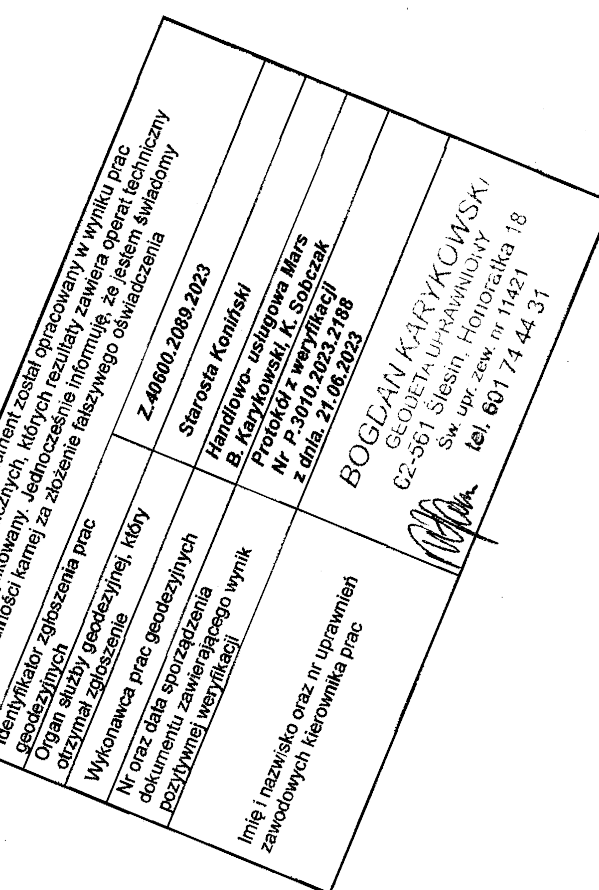 został opracowany w wyniku prac
których rezultaty zawiera operat techniczny
Jednocześnie informuję, że jestem świadomy
karnej za złożenie fałszywego oświadczenia
Identyfikator zgłoszenia prac
geodezyjnych
Z.40600.2089.2023
Organ służby geodezyjnej, który
otrzymał zgłoszenie
Starosta Koniński
Wykonawca prac geodezyjnych
Handlowo- usługowa Mars
B. Karykowski, K. Sobczak
Nr oraz data sporządzenia
dokumentu zawierającego wynik
pozytywnej weryfikacji
Protokół z weryfikacji
Nr P.3010.2023.2188
z dnia. 21.06.2023
Imię i nazwisko oraz nr uprawnień
zawodowych kierownika prac
BOGDAN KARYKOWSKI
GEODETA UPRAWNIONY
62-561 Ślesin, Honoratka 18
Św. upr. zaw. nr 11421
tel. 601 74 44 31